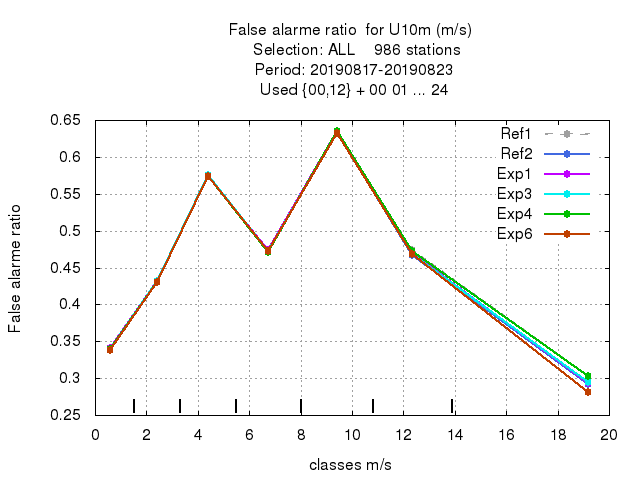 False alarme ratio  for U10m (m/s)
Selection: ALL    986 stations
Period: 20190817-20190823
Used {00,12} + 00 01 ... 24
0.65
0.6
0.55
0.5
0.45
0.4
0.35
0.3
0.25
False alarme ratio
Ref1
Ref2
Exp1
Exp3
Exp4
Exp6
0 2 4 6 8 10 12 14 16 18 20
classes m/s